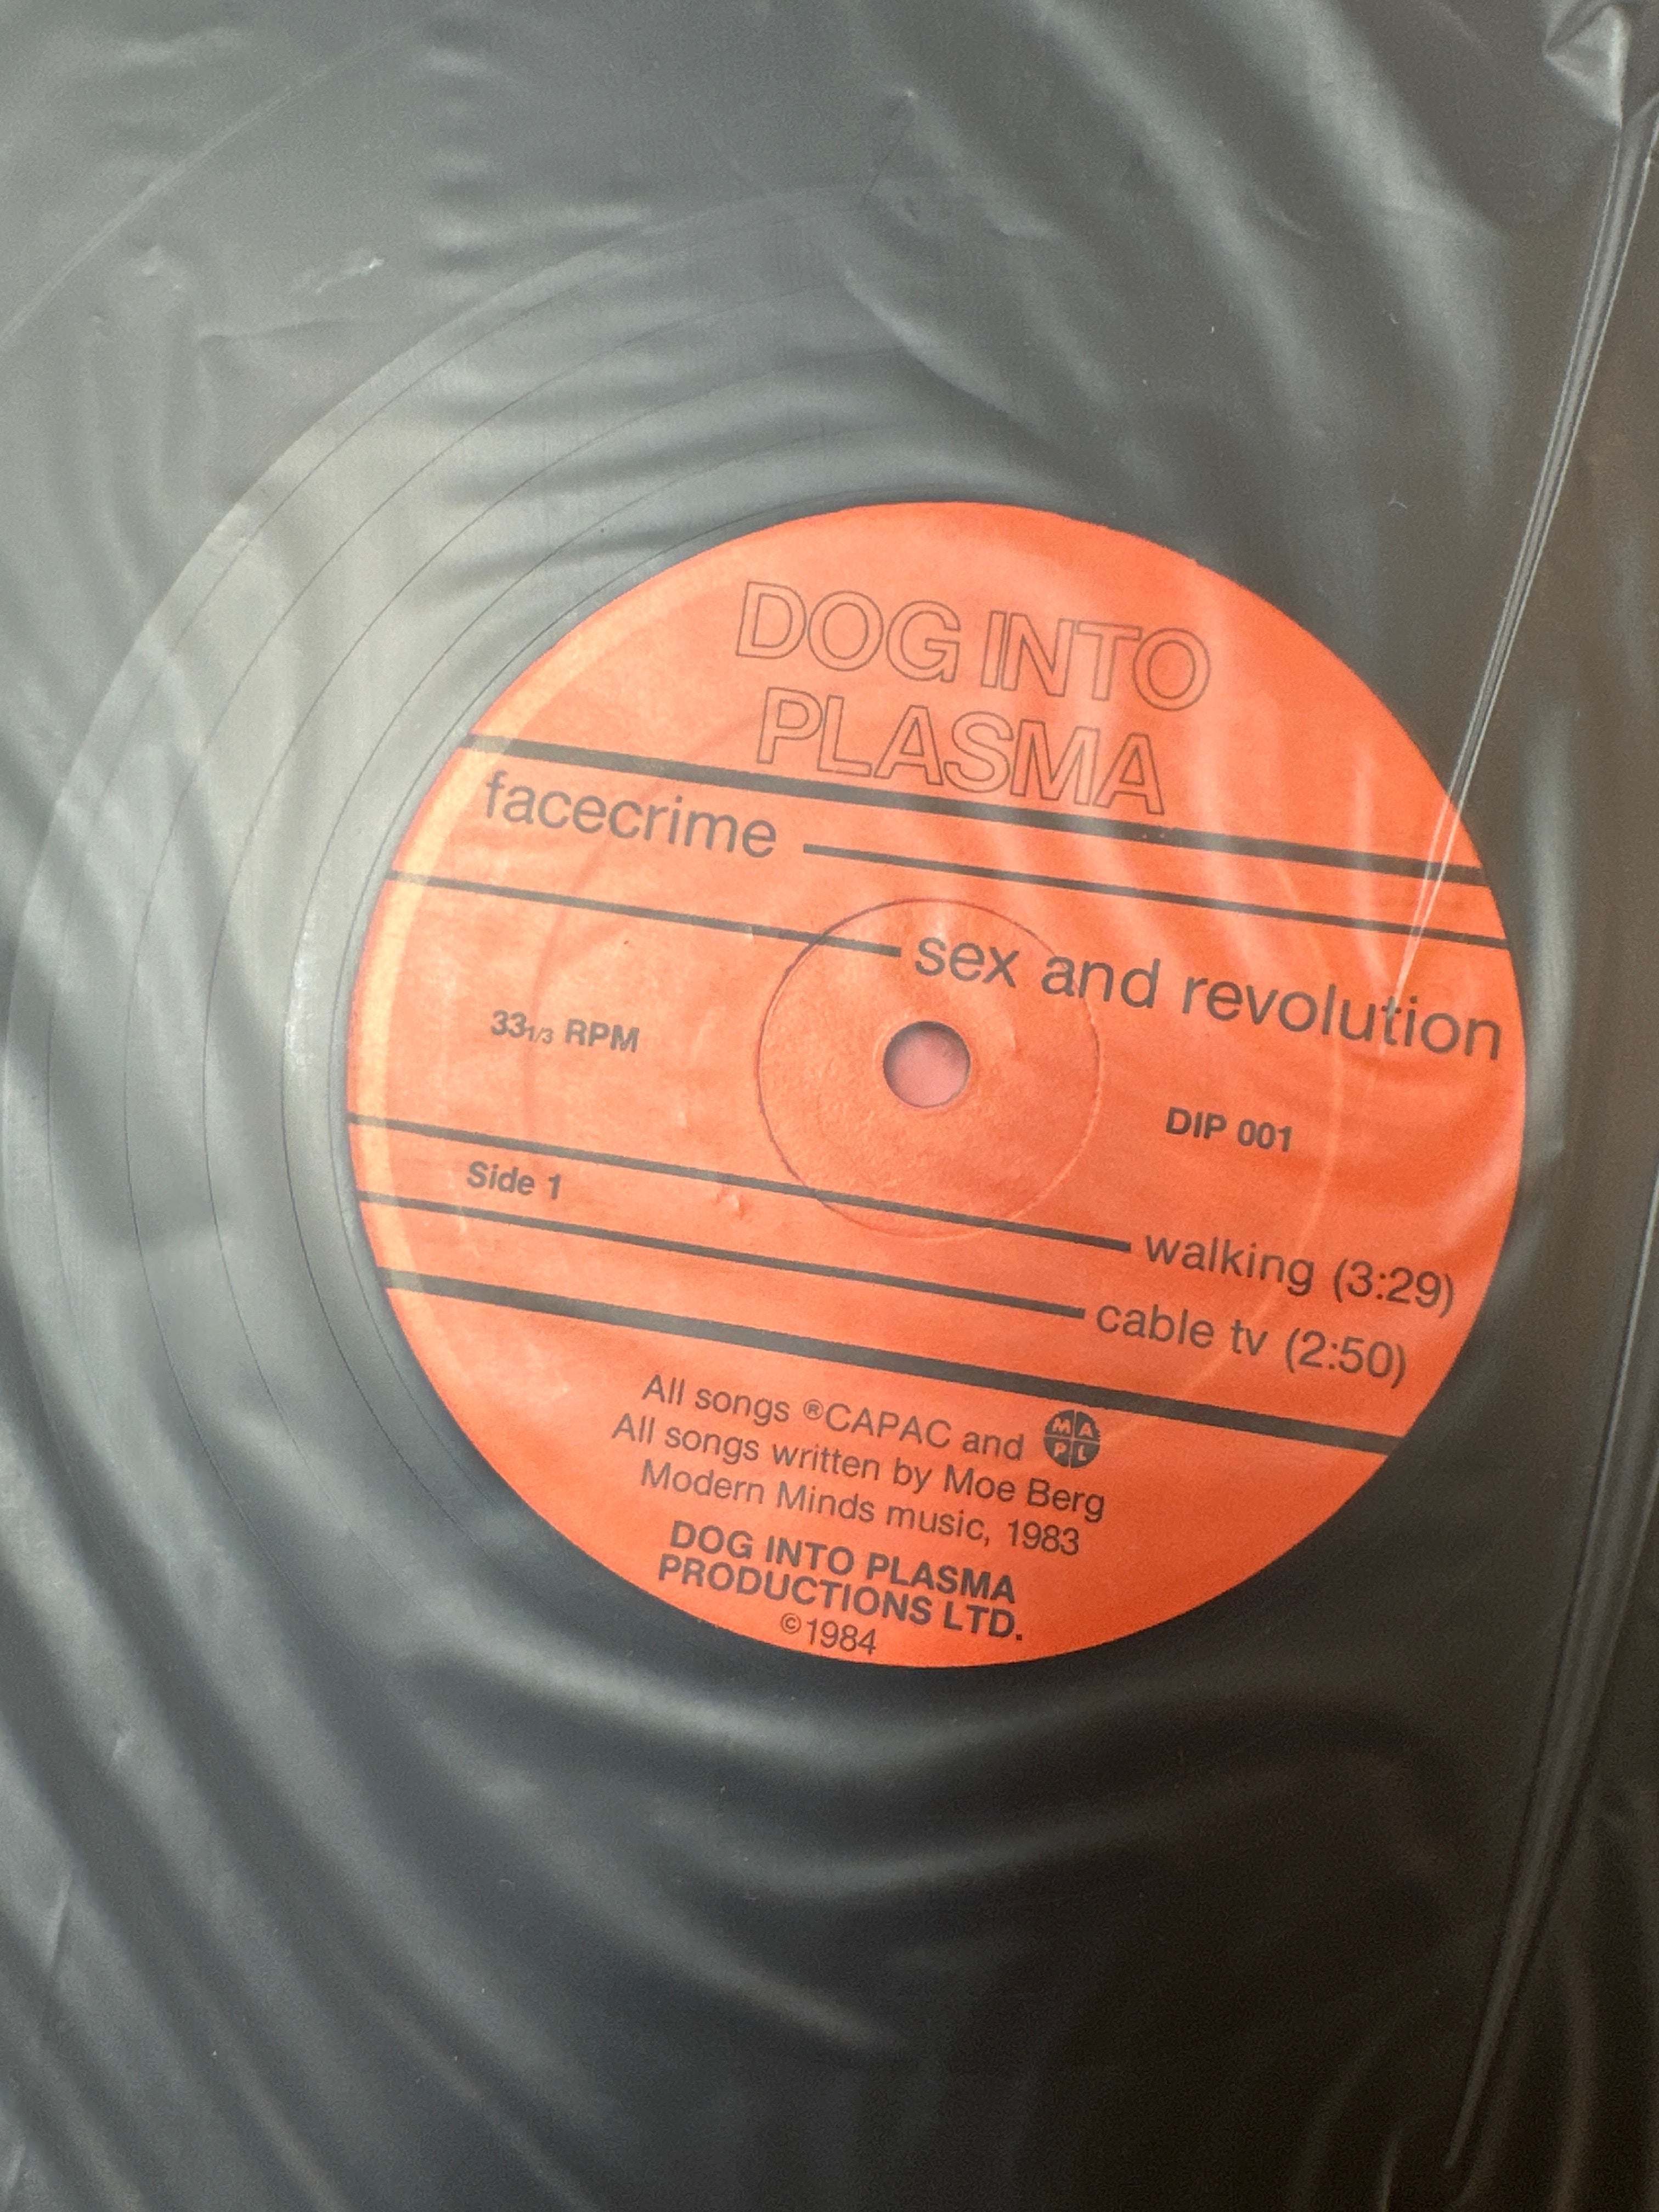 DOG INTO
PLASMA
facecrime
sex and revolution
33 1/3 RPM
DIP 001
Side 1
walking (3:29)
cable tv (2:50)
All songs ®CAPAC and MAPL
All songs written by Moe Berg
Modern Minds music, 1983
DOG INTO PLASMA
PRODUCTIONS LTD.
©1984